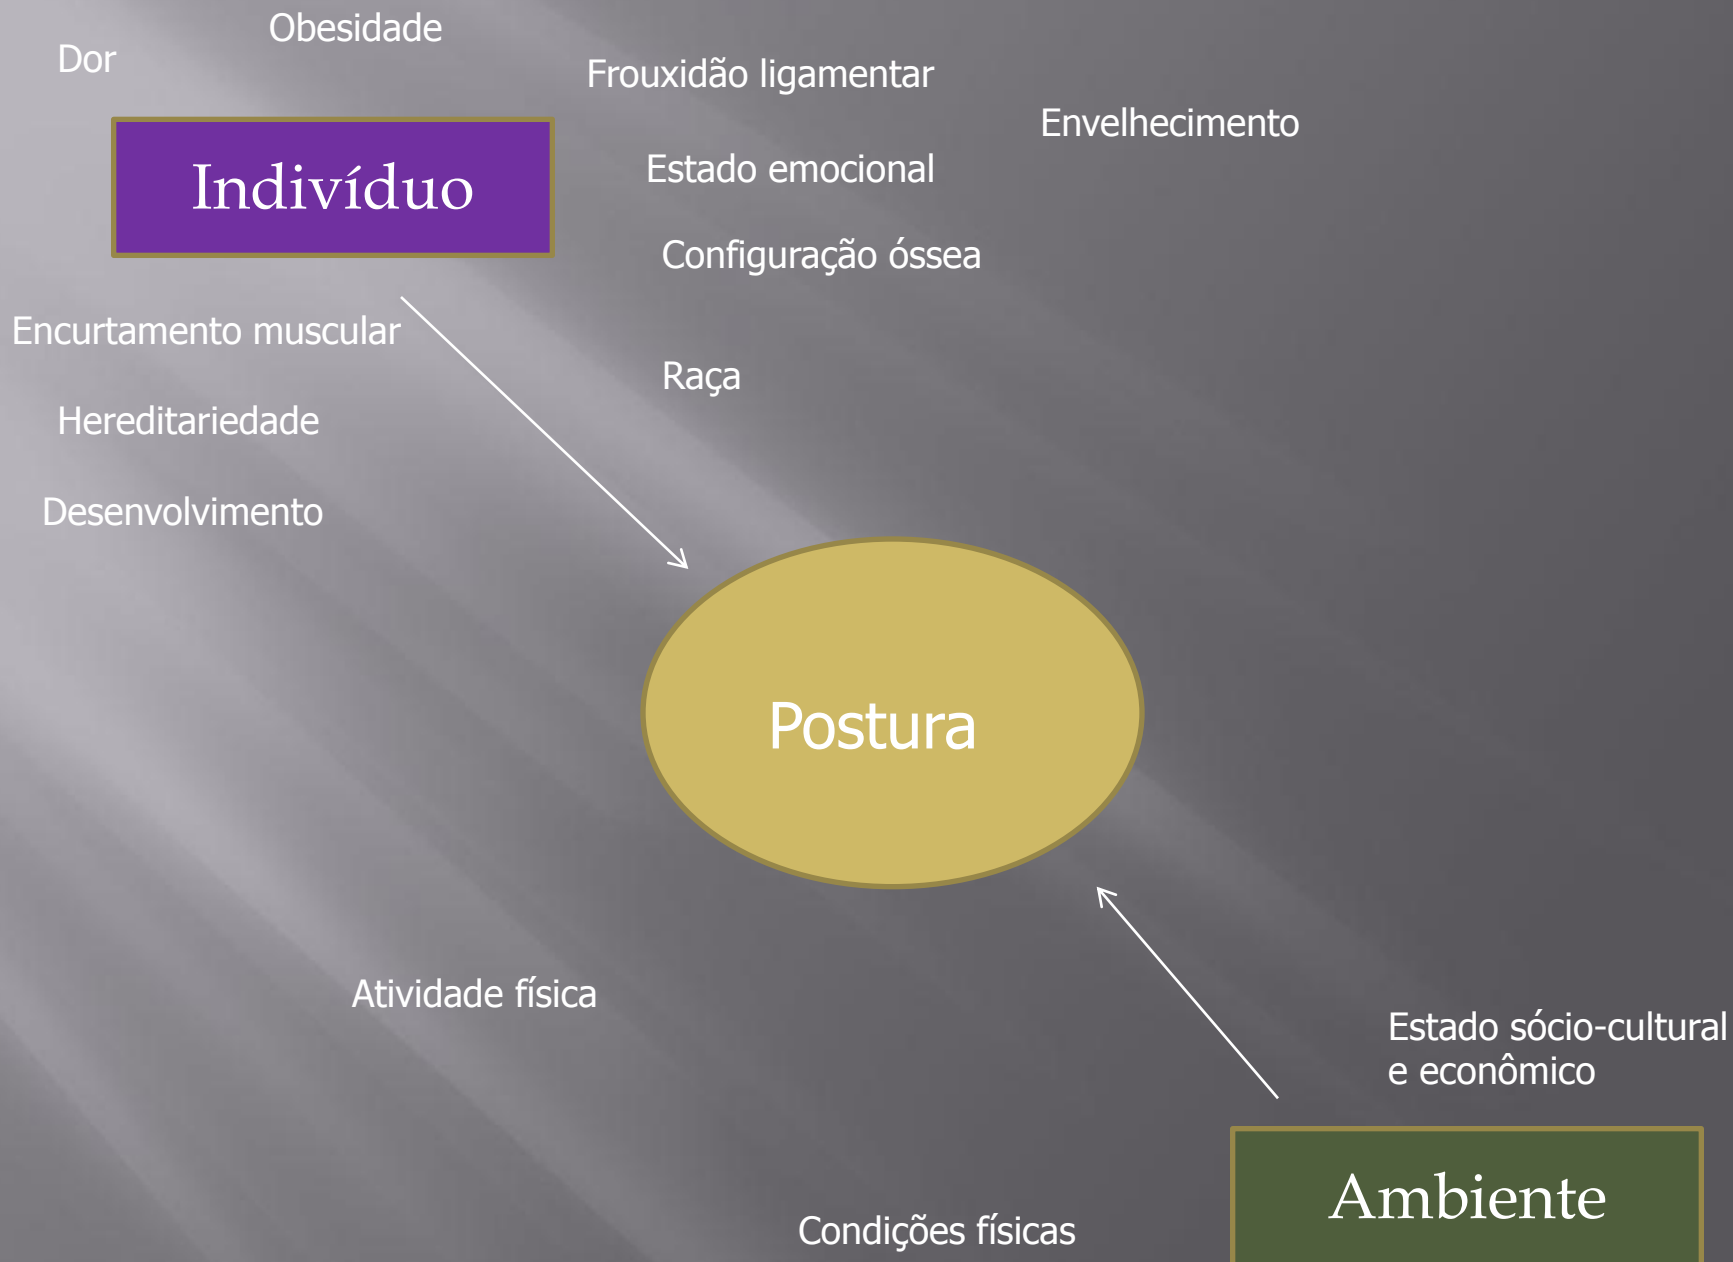 Obesidade
Dor
Frouxidão ligamentar
Envelhecimento
Indivíduo
Estado emocional
Configuração óssea
Encurtamento muscular
Raça
Hereditariedade
Desenvolvimento
Postura
Atividade física
Estado sócio-cultural
e econômico
Ambiente
Condições físicas